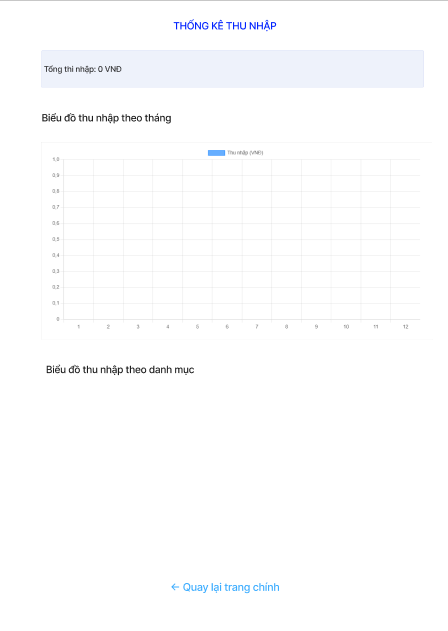 THỐNG KÊ THU NHẬP
Tổng thi nhập: 0 VNĐ
Biểu đồ thu nhập theo tháng
Thu nhập (VNĐ)
1.0
0.9
0.8
0.7
0.6
0.5
0.4
0.3
0.2
0.1
0
1 2 3 4 5 6 7 8 9 10 11 12
Biểu đồ thu nhập theo danh mục
← Quay lại trang chính